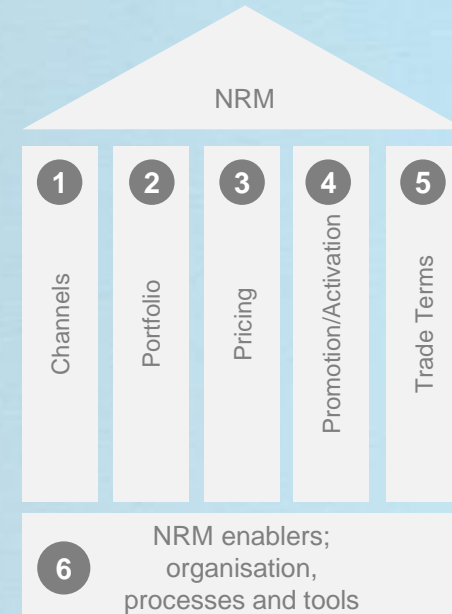 NRM
1
2
3
4
5
Channels
Portfolio
Pricing
Promotion/Activation
Trade Terms
6
NRM enablers;
organisation,
processes and tools